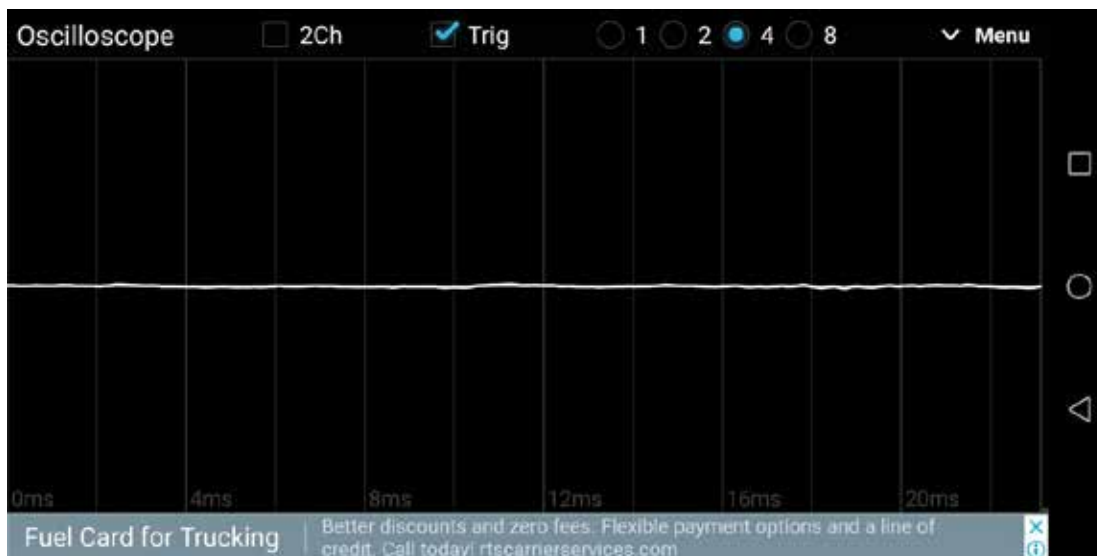 Oscilloscope 2Ch Trig 1 2 4 8 Menu
0ms 4ms 8ms 12ms 16ms 20ms
Fuel Card for Trucking
Better discounts and zero fees. Flexible payment options and a line of
credit. Call today! rtscarrierservices.com